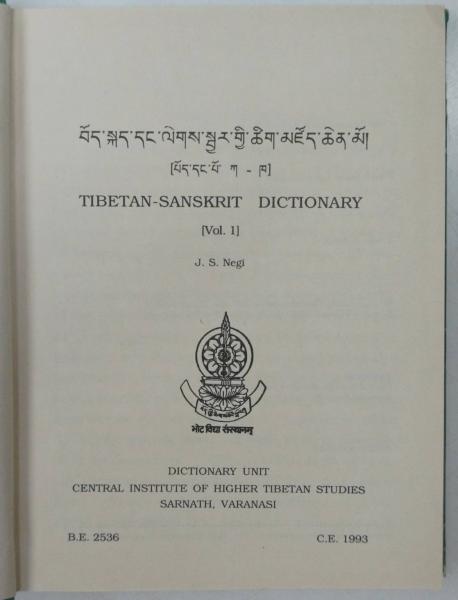 བོད་སྐད་དང་ལེགས་སྦྱར་གྱི་ཚིག་མཛོད་ཆེན་མོ།
[པོད་དང་པོ་ ཀ - ཁ]
TIBETAN-SANSKRIT DICTIONARY
[Vol. 1]
J. S. Negi
भोट विद्या संस्थानम्
DICTIONARY UNIT
CENTRAL INSTITUTE OF HIGHER TIBETAN STUDIES
SARNATH, VARANASI
B.E. 2536 C.E. 1993